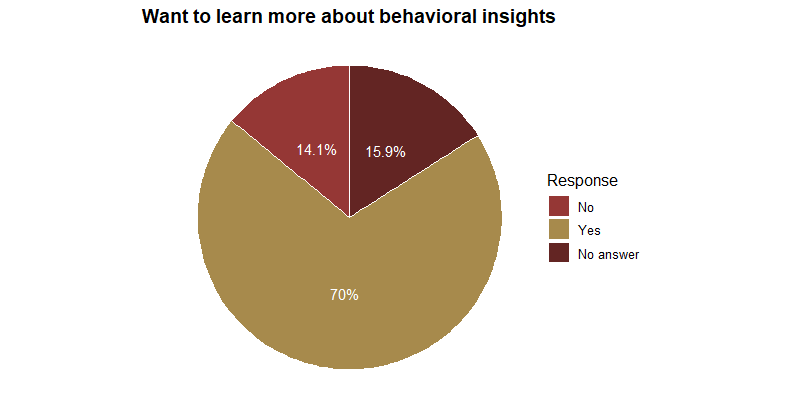 Want to learn more about behavioral insights
14.1%
15.9%
70%
Response
No
Yes
No answer